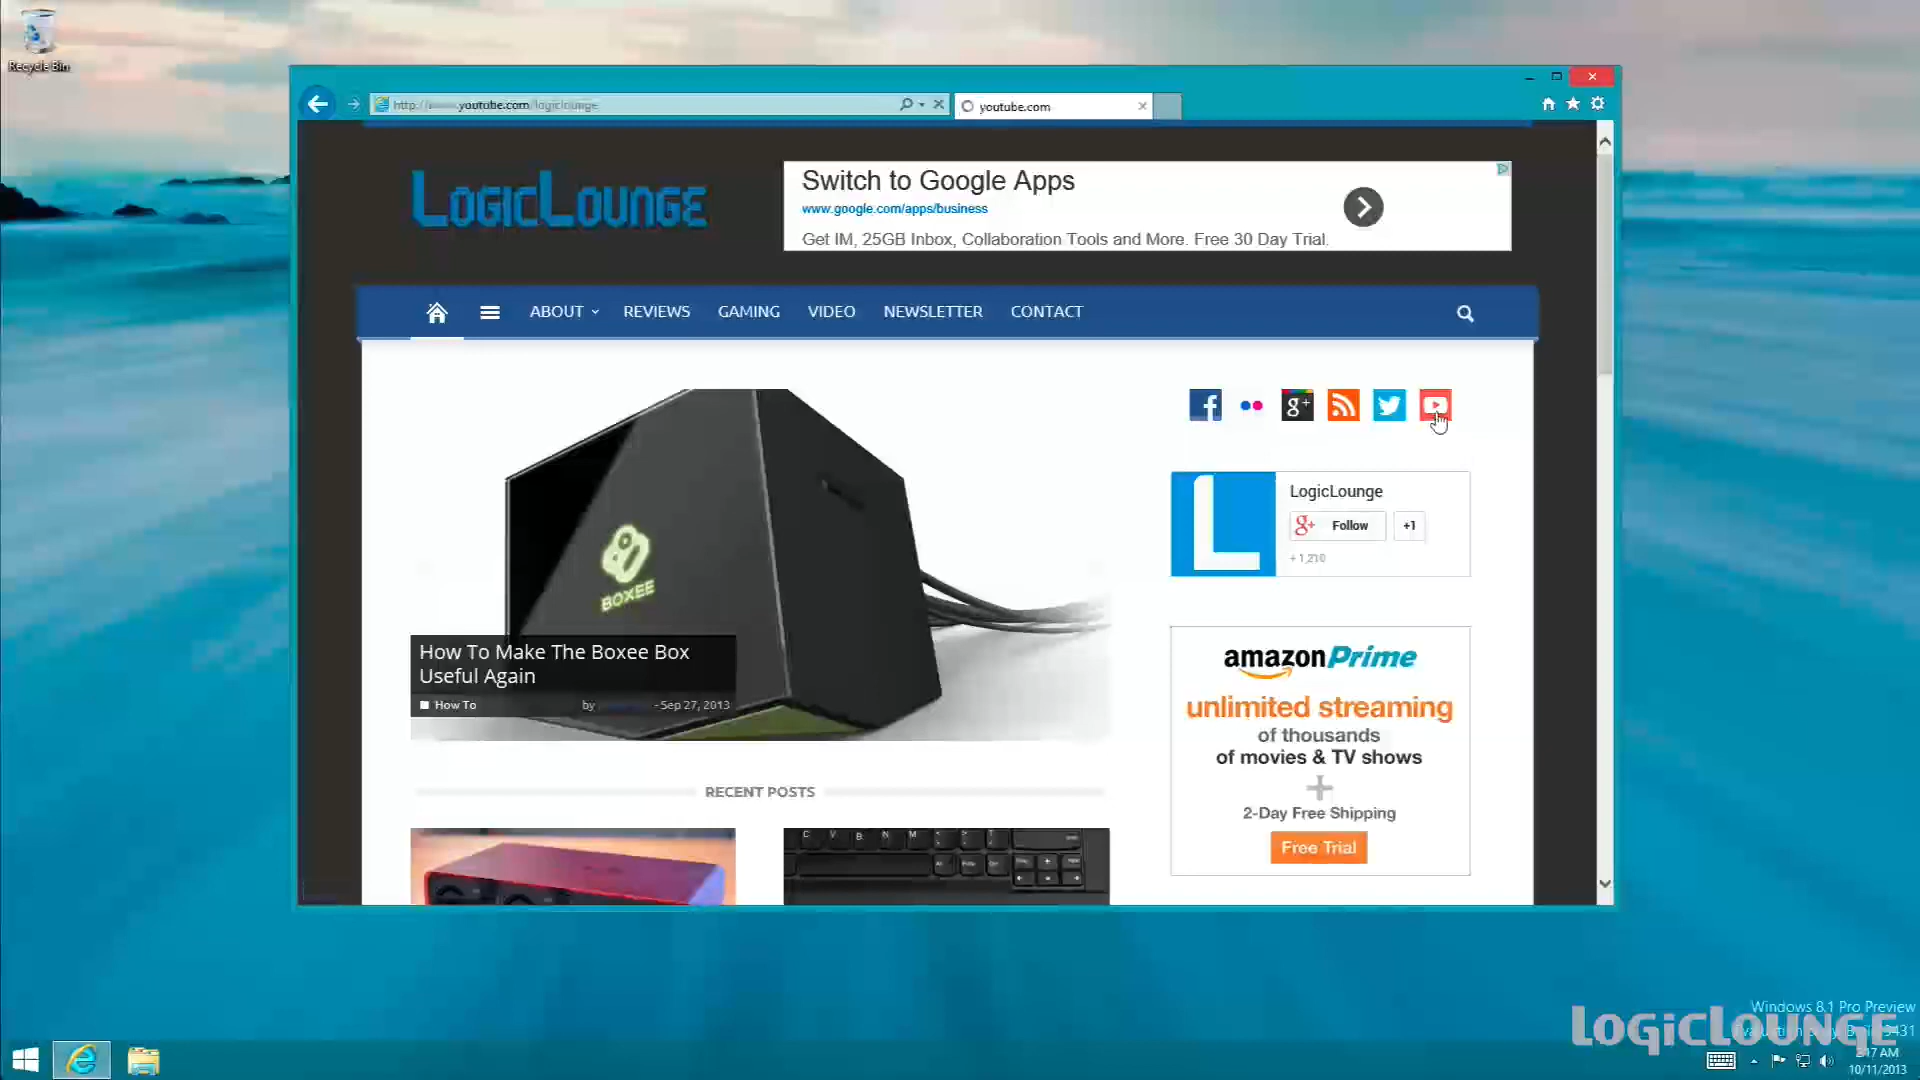 Recycle Bin
youtube.com/logiclounge
youtube.com
LOGICLOUNGE
Switch to Google Apps
www.google.com/apps/business
Get IM, 25GB Inbox, Collaboration Tools and More. Free 30 Day Trial.
ABOUT REVIEWS GAMING VIDEO NEWSLETTER CONTACT
g+
LogicLounge
g+ Follow +1
+ 1,210
BOXEE
How To Make The Boxee Box
Useful Again
How To by - Sep 27, 2013
amazonPrime
unlimited streaming
of thousands
of movies & TV shows
+
2-Day Free Shipping
Free Trial
RECENT POSTS
C V B N M
Windows 8.1 Pro Preview
LOGICLOUNGE
10/11/2013